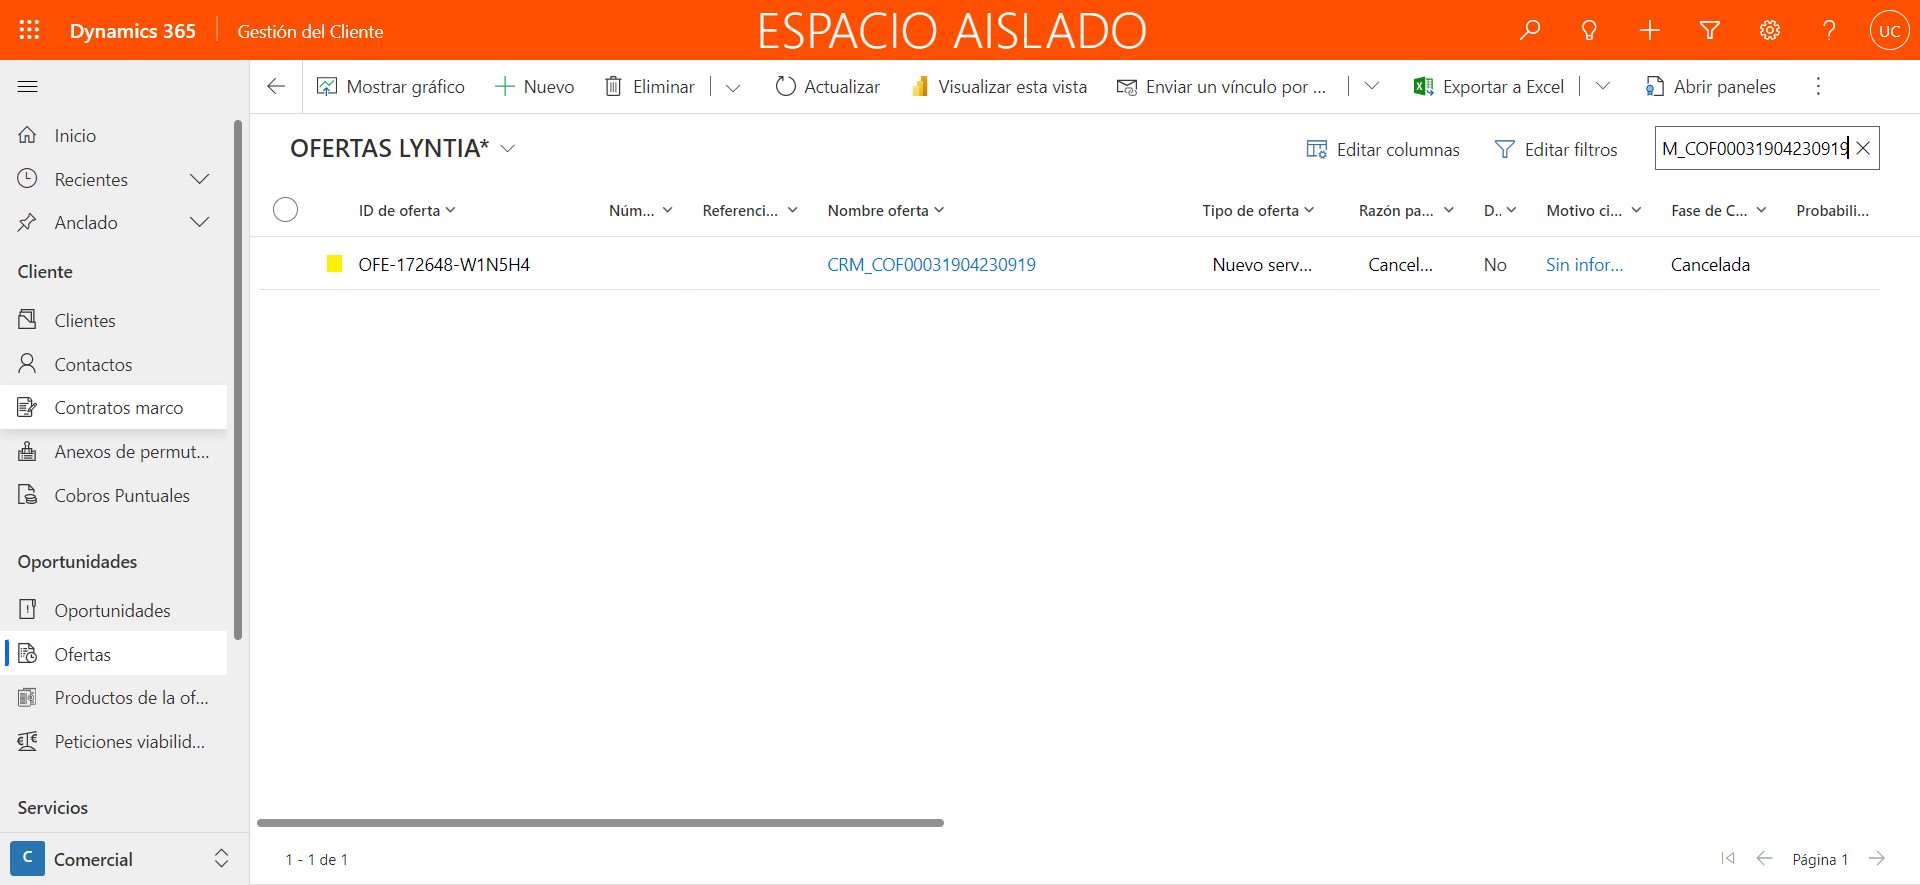 Dynamics 365
Gestión del Cliente
ESPACIO AISLADO
UC
Mostrar gráfico
Nuevo
Eliminar
Actualizar
Visualizar esta vista
Enviar un vínculo por ...
Exportar a Excel
Abrir paneles
Inicio
Recientes
Anclado
Cliente
Clientes
Contactos
Contratos marco
Anexos de permut...
Cobros Puntuales
Oportunidades
Oportunidades
Ofertas
Productos de la of...
Peticiones viabilid...
Servicios
C
Comercial
OFERTAS LYNTIA*
Editar columnas
Editar filtros
M_COF00031904230919
ID de oferta
Núm...
Referenci...
Nombre oferta
Tipo de oferta
Razón pa...
D..
Motivo ci...
Fase de C...
Probabili...
OFE-172648-W1N5H4
CRM_COF00031904230919
Nuevo serv...
Cancel...
No
Sin infor...
Cancelada
1 - 1 de 1
Página 1